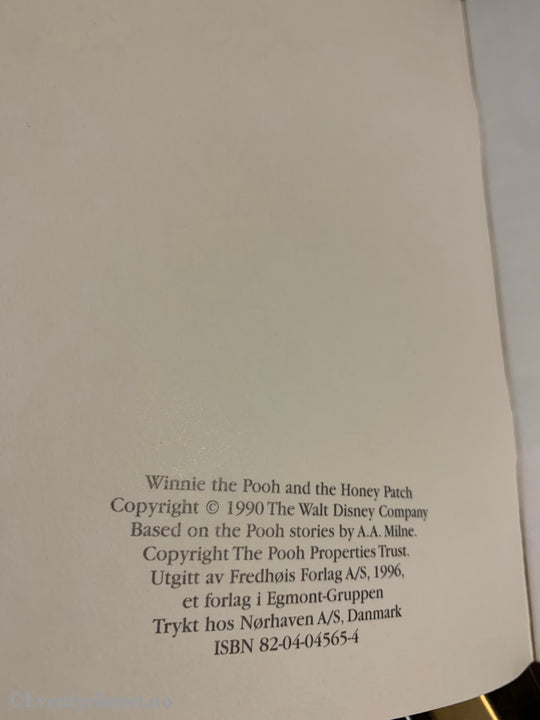 Winnie the Pooh and the Honey Patch
Copyright © 1990 The Walt Disney Company
Based on the Pooh stories by A.A. Milne.
Copyright The Pooh Properties Trust.
Utgitt av Fredhøis Forlag A/S, 1996,
et forlag i Egmont-Gruppen
Trykt hos Nørhaven A/S, Danmark
ISBN 82-04-04565-4